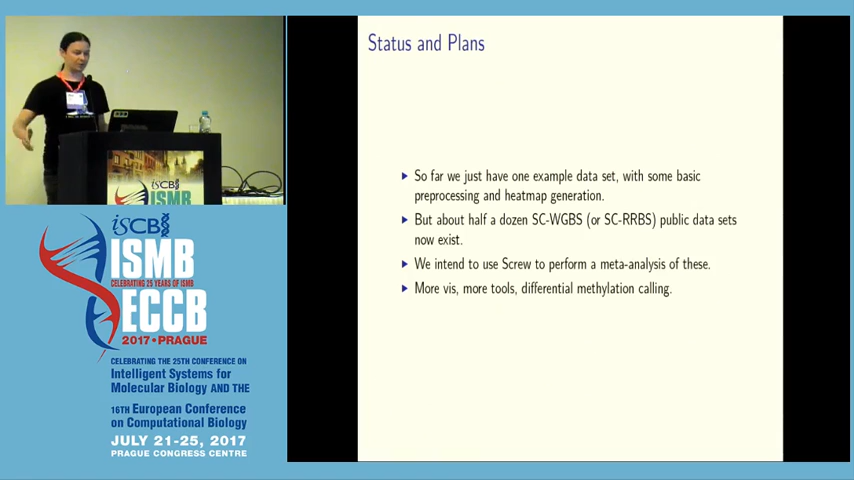 Status and Plans
So far we just have one example data set, with some basic
preprocessing and heatmap generation.
But about half a dozen SC-WGBS (or SC-RRBS) public data sets
now exist.
We intend to use Screw to perform a meta-analysis of these.
More vis, more tools, differential methylation calling.
iSCB
ISMB
iSCB
ISMB
CELEBRATING 25 YEARS OF ISMB
ECCB
2017 • PRAGUE
CELEBRATING THE 25TH CONFERENCE ON
Intelligent Systems for
Molecular Biology AND THE
16TH European Conference
on Computational Biology
JULY 21-25, 2017
PRAGUE CONGRESS CENTRE